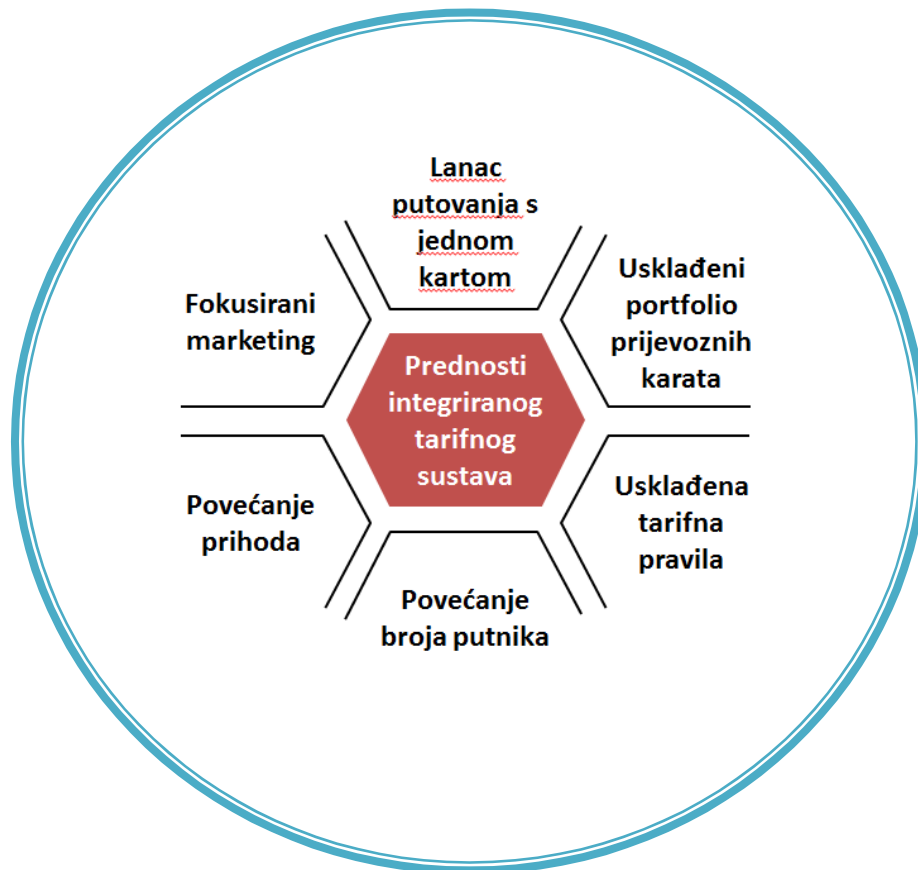 Lanac
putovanja s
jednom
kartom
Usklađeni
portfolio
prijevoznih
karata
Fokusirani
marketing
Prednosti
integriranog
tarifnog
sustava
Usklađena
tarifna
pravila
Povećanje
prihoda
Povećanje
broja putnika